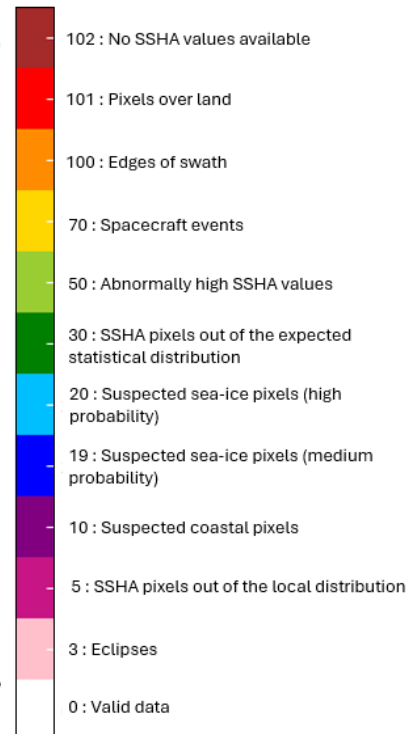 102 : No SSHA values available
101 : Pixels over land
100 : Edges of swath
70 : Spacecraft events
50 : Abnormally high SSHA values
30 : SSHA pixels out of the expected
statistical distribution
20 : Suspected sea-ice pixels (high
probability)
19 : Suspected sea-ice pixels (medium
probability)
10 : Suspected coastal pixels
5 : SSHA pixels out of the local distribution
3 : Eclipses
0 : Valid data